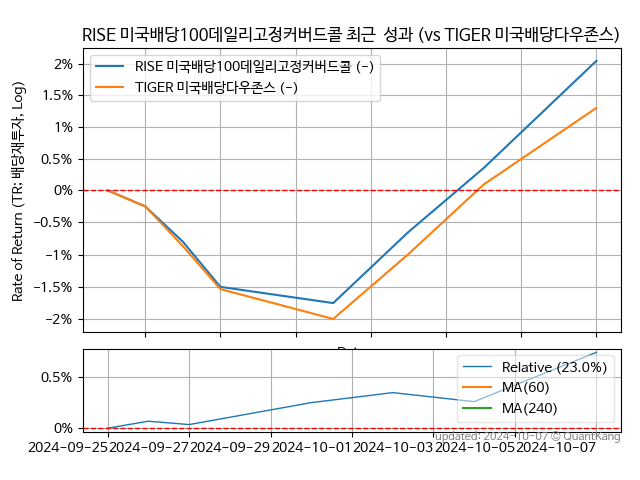 RISE 미국배당100데일리고정커버드콜 최근 성과 (vs TIGER 미국배당다우존스)
Rate of Return (TR: 배당재투자, Log)
RISE 미국배당100데일리고정커버드콜 (-)
TIGER 미국배당다우존스 (-)
2%
1.5%
1%
0.5%
0%
-0.5%
-1%
-1.5%
-2%
Relative (23.0%)
MA(60)
MA(240)
0.5%
0%
updated: 2024-10-07 © QuantKang
2024-09-25 2024-09-27 2024-09-29 2024-10-01 2024-10-03 2024-10-05 2024-10-07